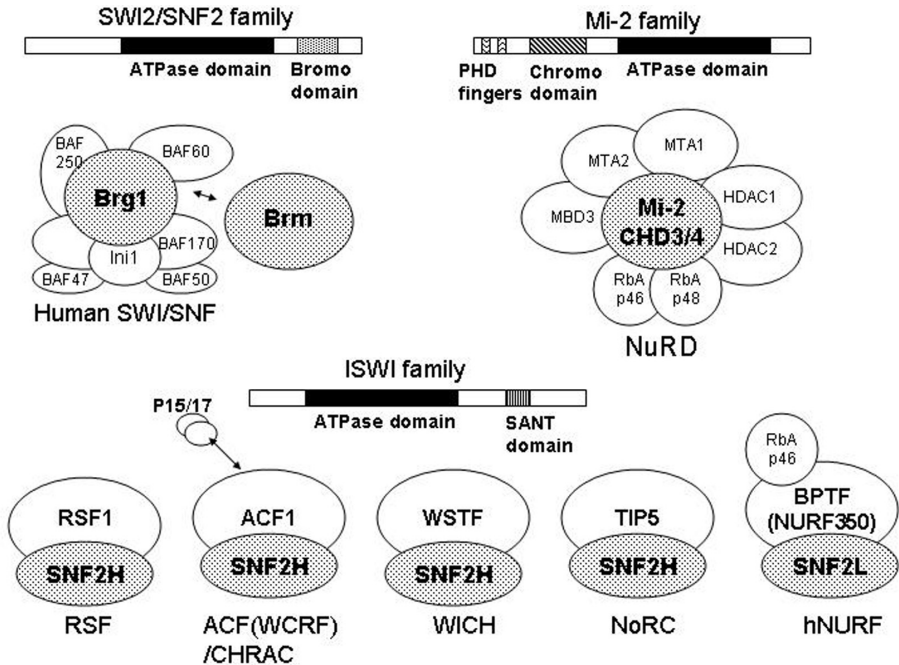 SWI2/SNF2 family
ATPase domain
Bromo
domain
BAF
250
BAF60
Brg1
Brm
BAF170
Ini1
BAF47
BAF50
Human SWI/SNF
Mi-2 family
PHD
fingers
Chromo
domain
ATPase domain
MTA1
MTA2
HDAC1
MBD3
Mi-2
CHD3/4
HDAC2
RbA
p46
RbA
p48
NuRD
ISWI family
ATPase domain
SANT
domain
P15/17
RSF1
SNF2H
RSF
ACF1
SNF2H
ACF(WCRF)
/CHRAC
WSTF
SNF2H
WICH
TIP5
SNF2H
NoRC
RbA
p46
BPTF
(NURF350)
SNF2L
hNURF